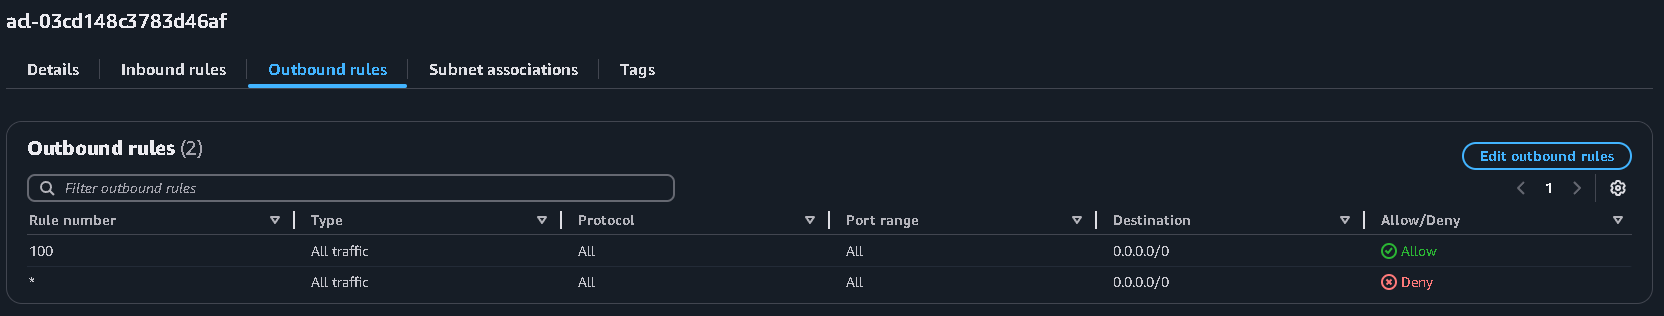 acl-03cd148c3783d46af
Details Inbound rules Outbound rules Subnet associations Tags
Outbound rules (2)
Edit outbound rules
Filter outbound rules
1
Rule number Type Protocol Port range Destination Allow/Deny
100 All traffic All All 0.0.0.0/0 Allow
* All traffic All All 0.0.0.0/0 Deny